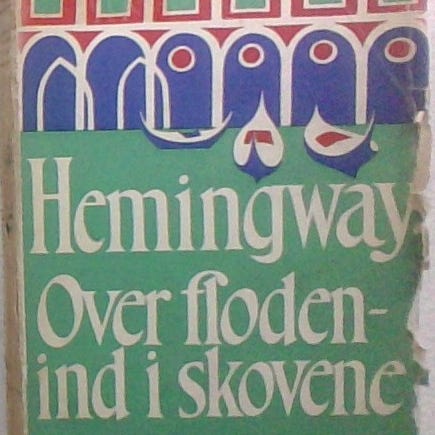 Hemingway
Over floden-
ind i skovene